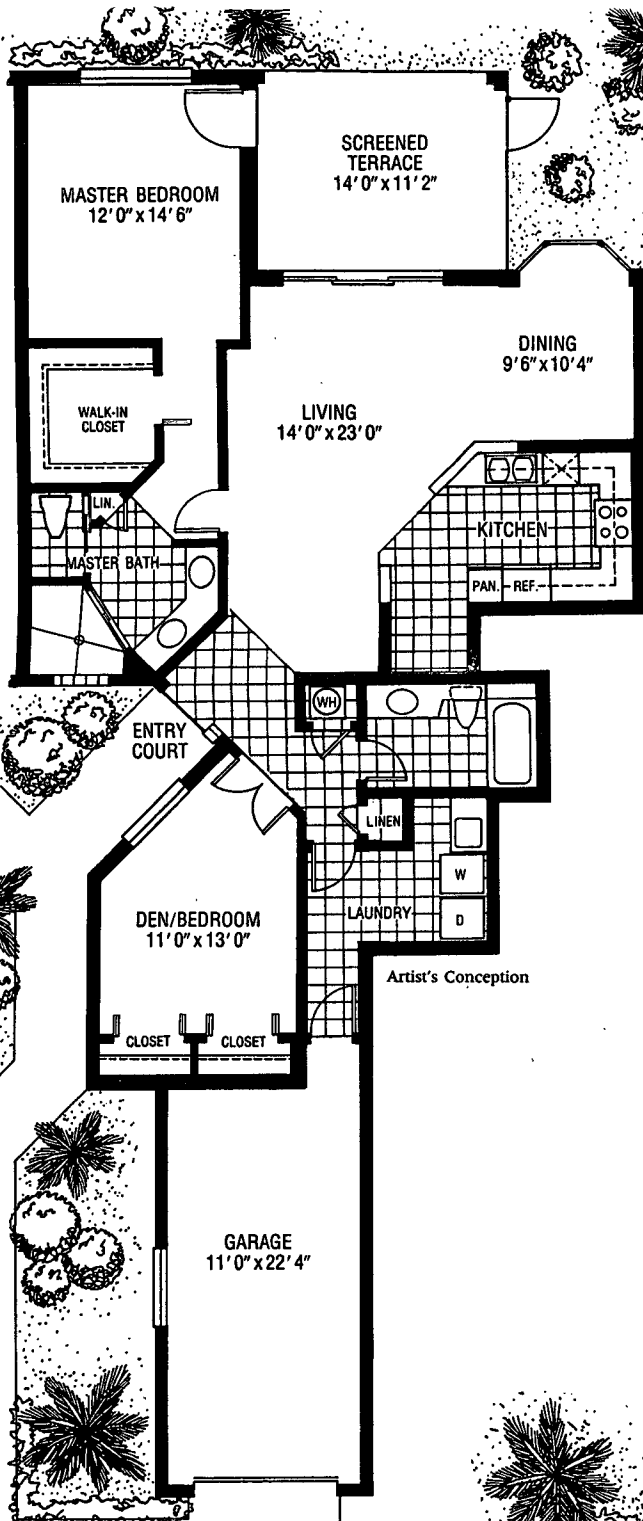 SCREENED
TERRACE
14'0"x11'2"
MASTER BEDROOM
12'0"x14'6"
DINING
9'6"x10'4"
WALK-IN
CLOSET
LIVING
14'0"x23'0"
LIN.
KITCHEN
MASTER BATH
PAN.
REF.
WH
ENTRY
COURT
LINEN
W
DEN/BEDROOM
11'0"x13'0"
LAUNDRY
D
Artist's Conception
CLOSET
CLOSET
GARAGE
11'0"x22'4"